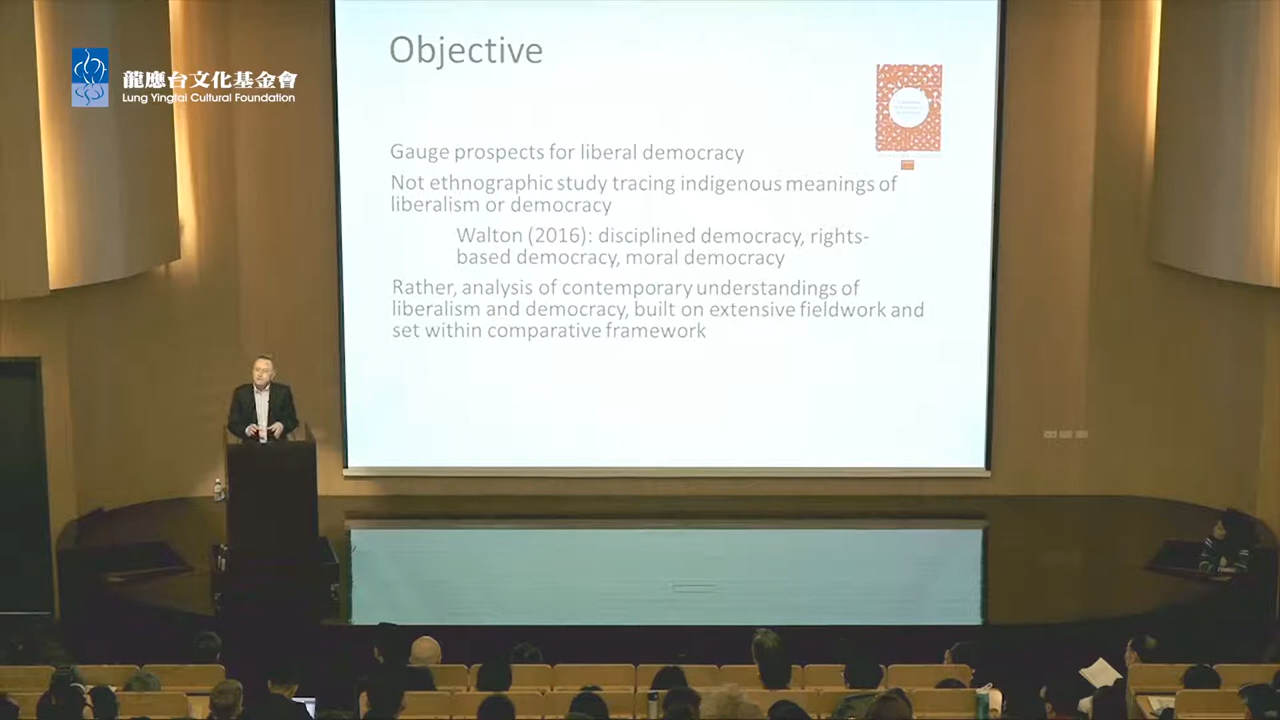 龍應台文化基金會
Lung Yingtai Cultural Foundation
Objective
Gauge prospects for liberal democracy
Not ethnographic study tracing indigenous meanings of
liberalism or democracy
Walton (2016): disciplined democracy, rights-
based democracy, moral democracy
Rather, analysis of contemporary understandings of
liberalism and democracy, built on extensive fieldwork and
set within comparative framework